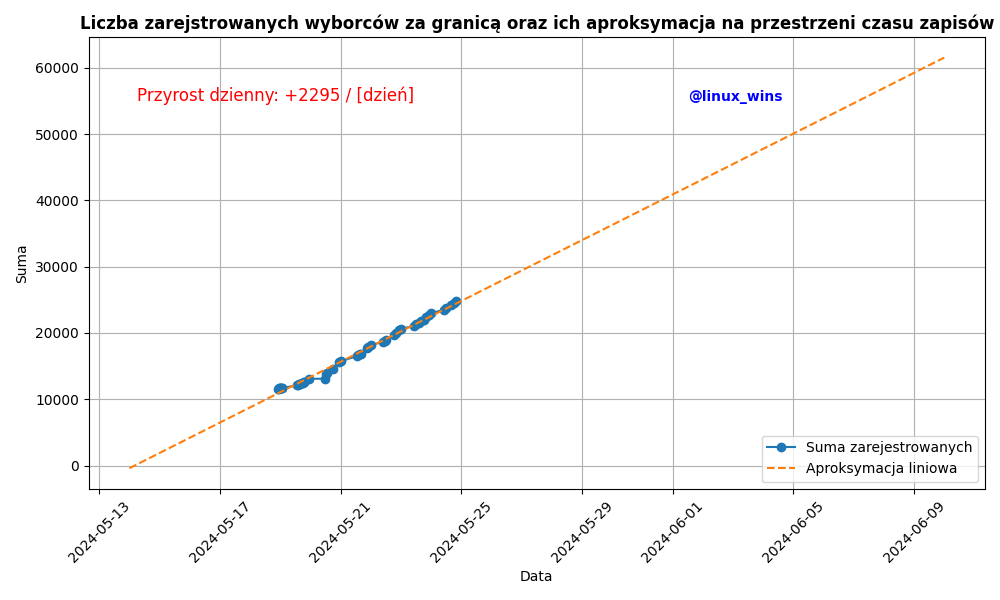 Liczba zarejstrowanych wyborców za granicą oraz ich aproksymacja na przestrzeni czasu zapisów
Przyrost dzienny: +2295 / [dzień]
@linux_wins
60000
50000
40000
30000
20000
10000
0
Suma
Suma zarejestrowanych
Aproksymacja liniowa
2024-05-13
2024-05-17
2024-05-21
2024-05-25
2024-05-29
2024-06-01
2024-06-05
2024-06-09
Data